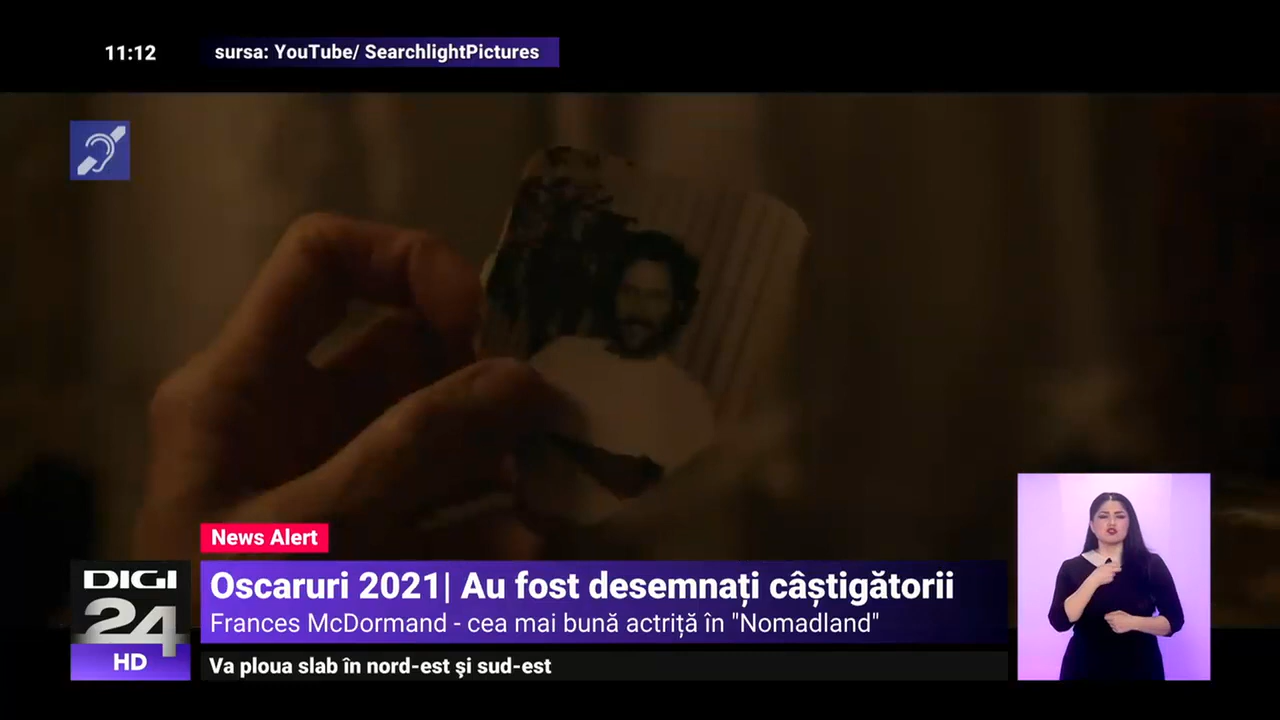 11:12
sursa: YouTube/ SearchlightPictures
News Alert
DIGI
24
HD
Oscaruri 2021| Au fost desemnați câștigătorii
Frances McDormand - cea mai bună actriță în "Nomadland"
Va ploua slab în nord-est şi sud-est